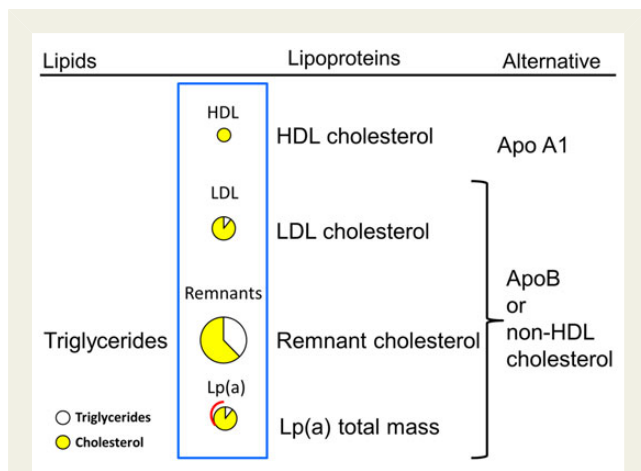 Lipids Lipoproteins Alternative
HDL
HDL cholesterol
Apo A1
LDL
LDL cholesterol
ApoB
or
non-HDL
cholesterol
Remnants
Triglycerides
Remnant cholesterol
Lp(a)
Lp(a) total mass
Triglycerides
Cholesterol